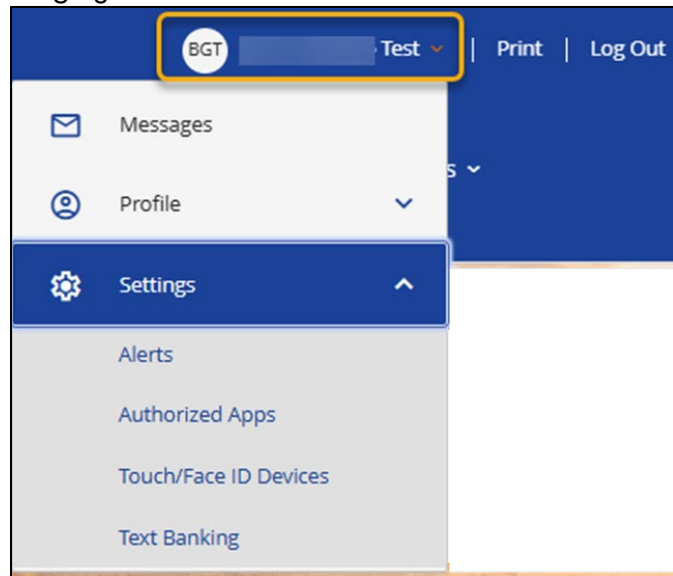 BGT Test | Print | Log Out
Messages
s
Profile
Settings
Alerts
Authorized Apps
Touch/Face ID Devices
Text Banking